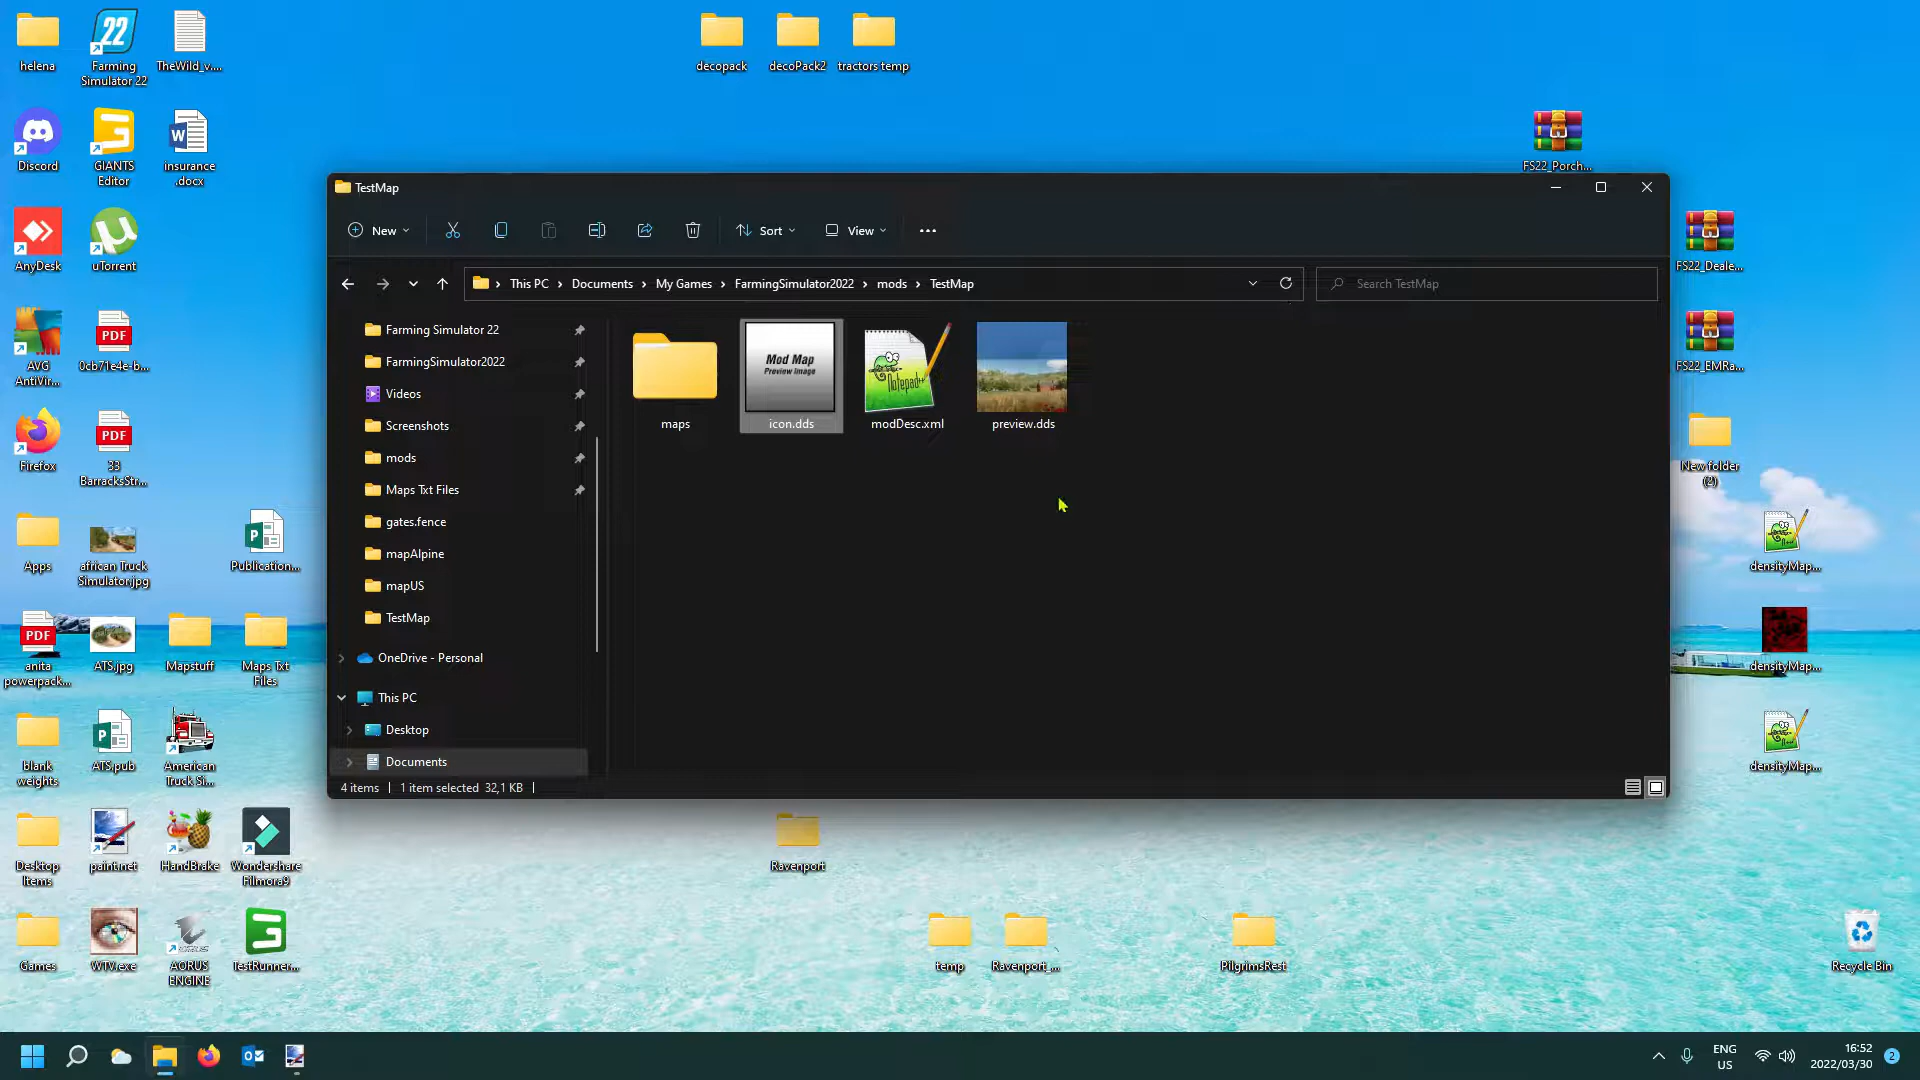 helena
Farming
Simulator 22
TheWild_v....
decopack
decoPack2
tractors temp
Discord
GIANTS
Editor
insurance
.docx
FS22_Porch...
AnyDesk
uTorrent
FS22_Deale...
AVG
AntiVir...
0cb71e4e-b...
FS22_EMRa...
Firefox
33
BarracksStr...
New folder
(2)
Apps
african Truck
Simulator.jpg
Publication...
densityMap...
anita
powerpack...
ATS.jpg
Mapstuff
Maps Txt
Files
densityMap...
blank
weights
ATS.pub
American
Truck Si...
densityMap...
Desktop
Items
paint.net
HandBrake
Wondershare
Filmora9
Ravenport
Games
WTV.exe
AORUS
ENGINE
TestRunner...
temp
Ravenport_...
PilgrimsRest
Recycle Bin
TestMap
New
Sort
View
This PC
Documents
My Games
FarmingSimulator2022
mods
TestMap
Search TestMap
Farming Simulator 22
FarmingSimulator2022
Videos
Screenshots
mods
Maps Txt Files
gates.fence
mapAlpine
mapUS
TestMap
OneDrive - Personal
This PC
Desktop
Documents
Mod Map
Preview Image
Notepad++
maps
icon.dds
modDesc.xml
preview.dds
4 items
1 item selected 32,1 KB
PDF
PDF
PDF
22
ENG
US
16:52
2022/03/30
2